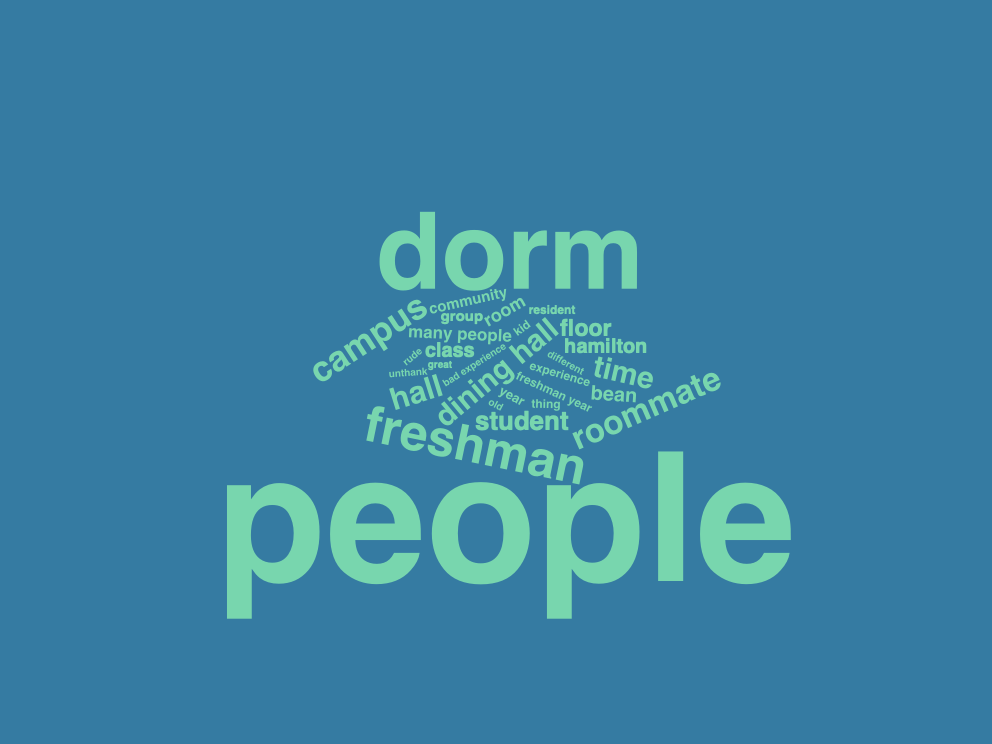 dorm
community
resident
campus
group
room
many people
kid
floor
hamilton
class
rude
great
unthank
bad experience
dining hall
different
experience
time
hall
freshman year
bean
year
thing
old
roommate
student
freshman
people